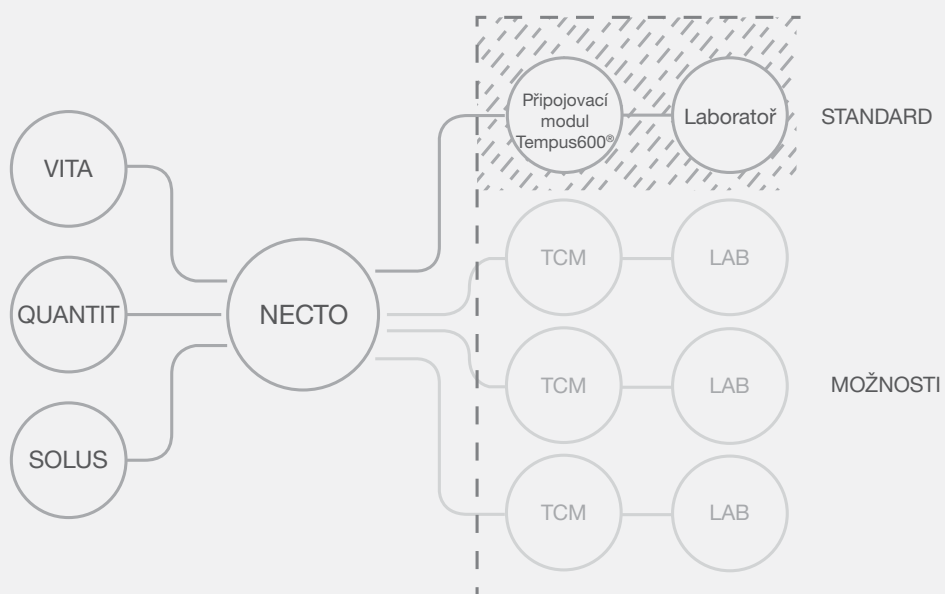 VITA
QUANTIT
SOLUS
NECTO
Připojovací
modul
Tempus600®
Laboratoř
STANDARD
TCM
LAB
TCM
LAB
MOŽNOSTI
TCM
LAB